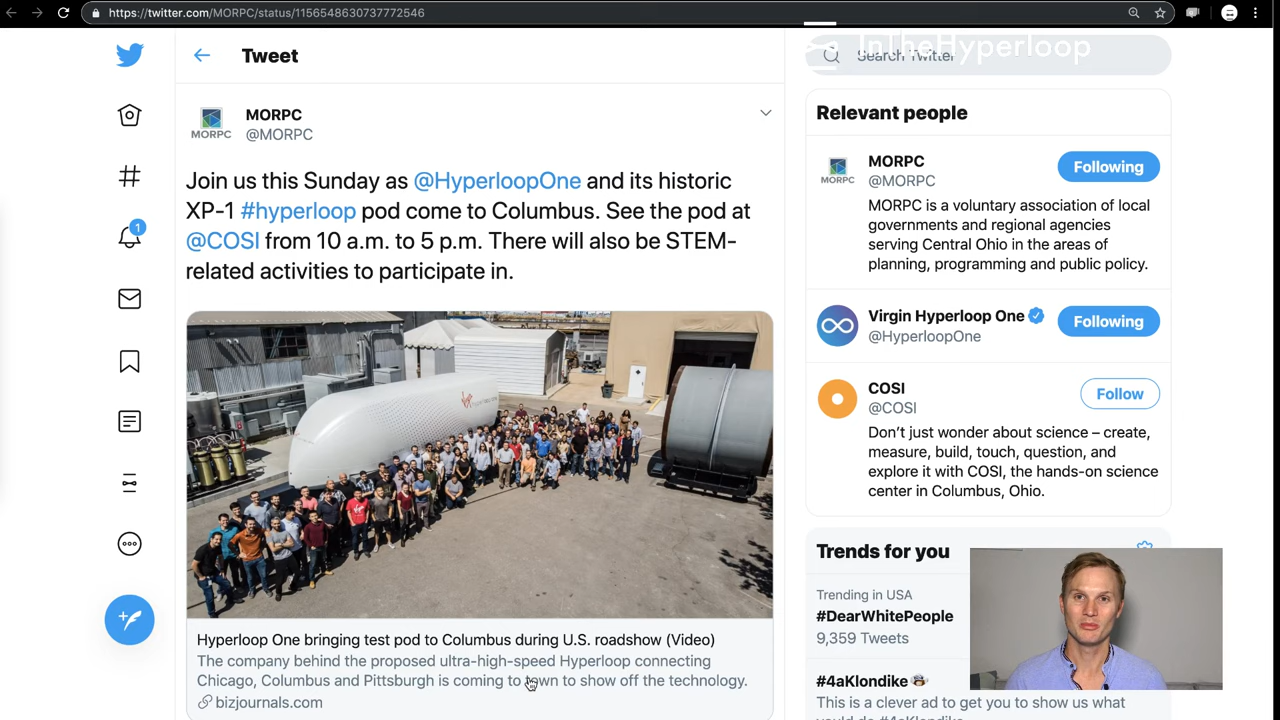 https://twitter.com/MORPC/status/1156548630737772546
InTheHyperloop
Tweet
Search Twitter
MORPC
MORPC
@MORPC
Join us this Sunday as @HyperloopOne and its historic
XP-1 #hyperloop pod come to Columbus. See the pod at
@COSI from 10 a.m. to 5 p.m. There will also be STEM-
related activities to participate in.
1
Hyperloop One bringing test pod to Columbus during U.S. roadshow (Video)
The company behind the proposed ultra-high-speed Hyperloop connecting
Chicago, Columbus and Pittsburgh is coming to town to show off the technology.
bizjournals.com
Relevant people
MORPC
MORPC
@MORPC
Following
MORPC is a voluntary association of local
governments and regional agencies
serving Central Ohio in the areas of
planning, programming and public policy.
Virgin Hyperloop One
@HyperloopOne
Following
COSI
@COSI
Follow
Don't just wonder about science – create,
measure, build, touch, question, and
explore it with COSI, the hands-on science
center in Columbus, Ohio.
Trends for you
Trending in USA
#DearWhitePeople
9,359 Tweets
#4aKlondike
This is a clever ad to get you to show us what